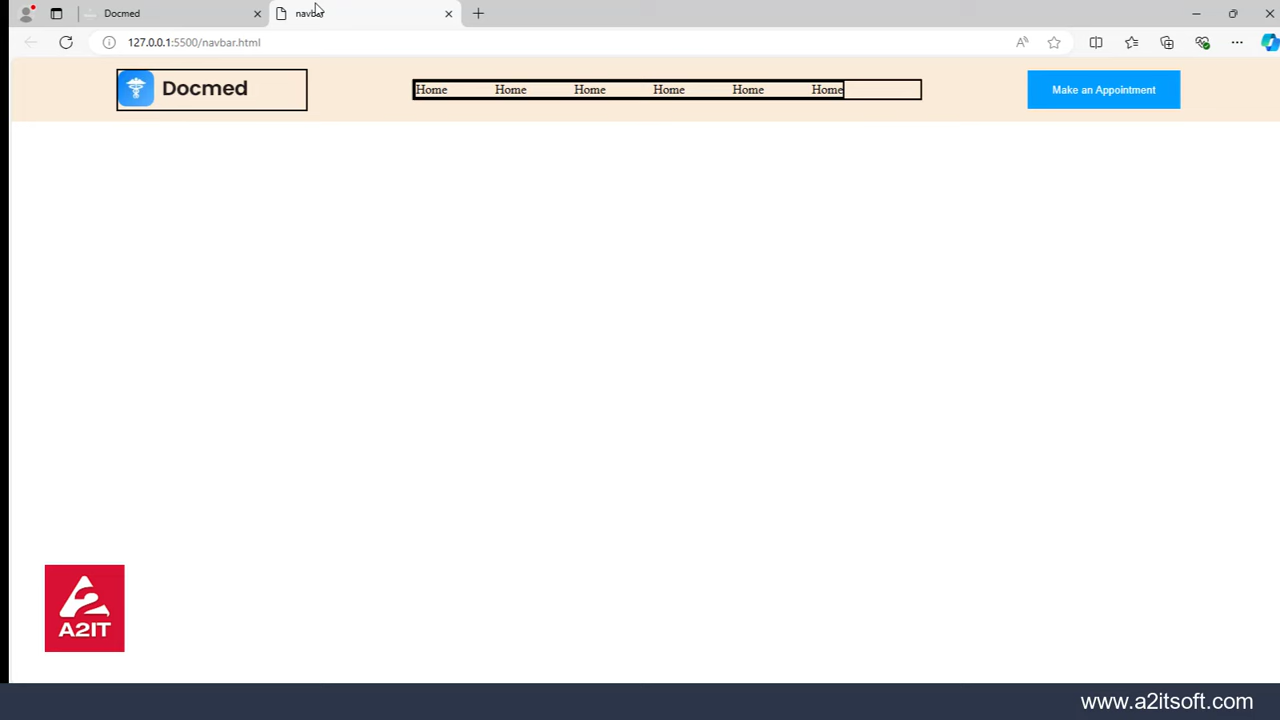 Docmed
navbar
127.0.0.1:5500/navbar.html
Docmed
Home Home Home Home Home Home
Make an Appointment
A2IT
www.a2itsoft.com